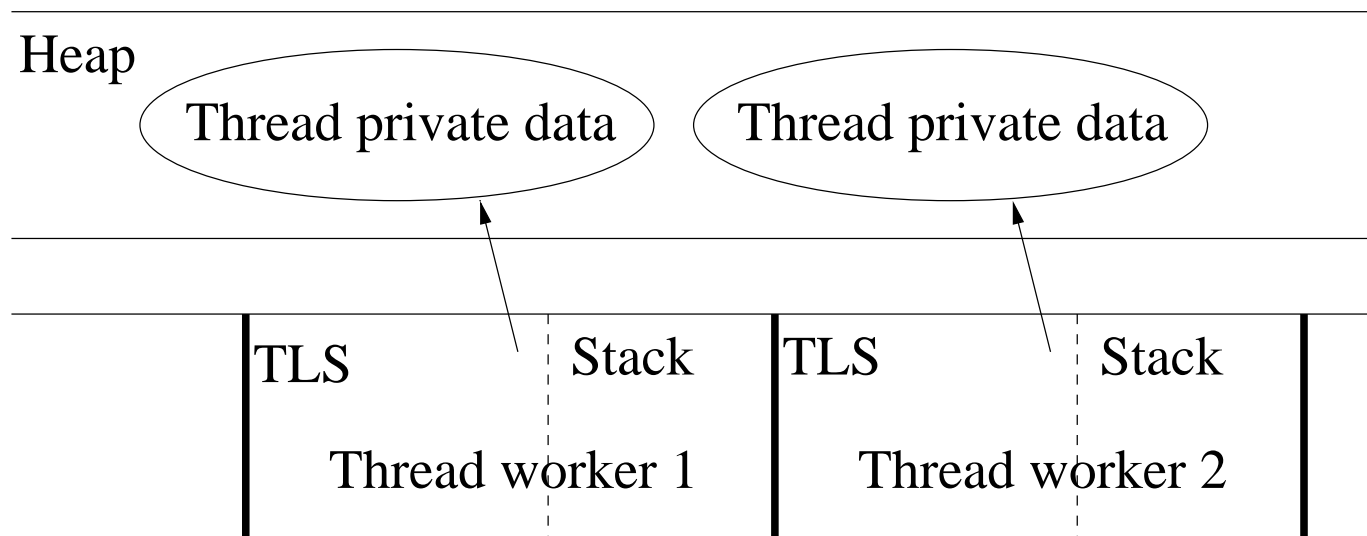 Heap
Thread private data
Thread private data
TLS
Stack
TLS
Stack
Thread worker 1
Thread worker 2